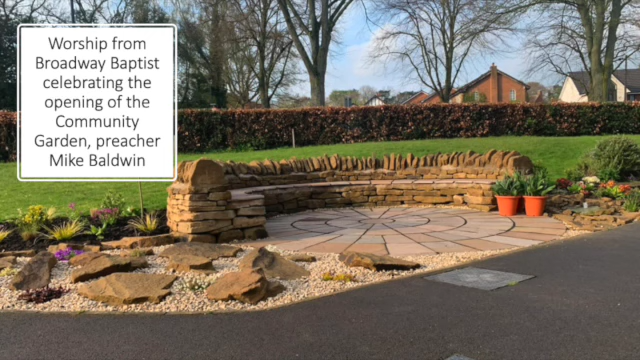 Worship from
Broadway Baptist
celebrating the
opening of the
Community
Garden, preacher
Mike Baldwin